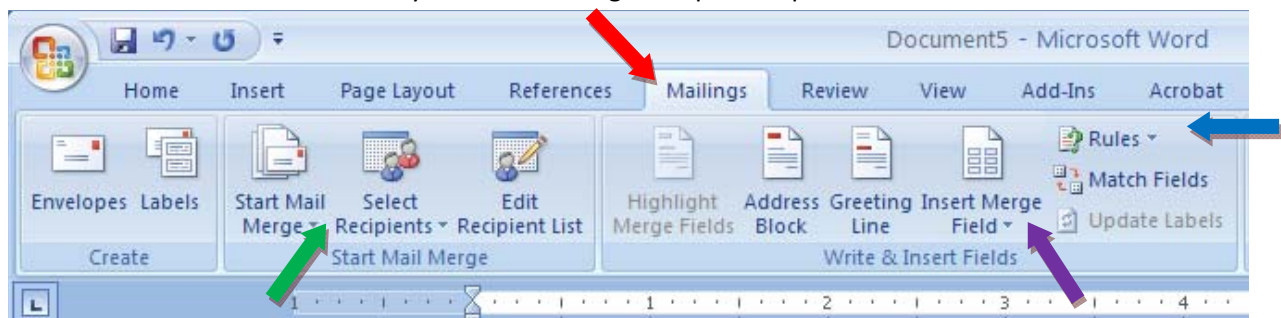 Document5 - Microsoft Word
Home Insert Page Layout References Mailings Review View Add-Ins Acrobat
Envelopes Labels Start Mail Merge Select Recipients Edit Recipient List Highlight Merge Fields Address Block Greeting Line Insert Merge Field Rules
Match Fields
Update Labels
Create Start Mail Merge Write & Insert Fields
L 1 1 2 3 4